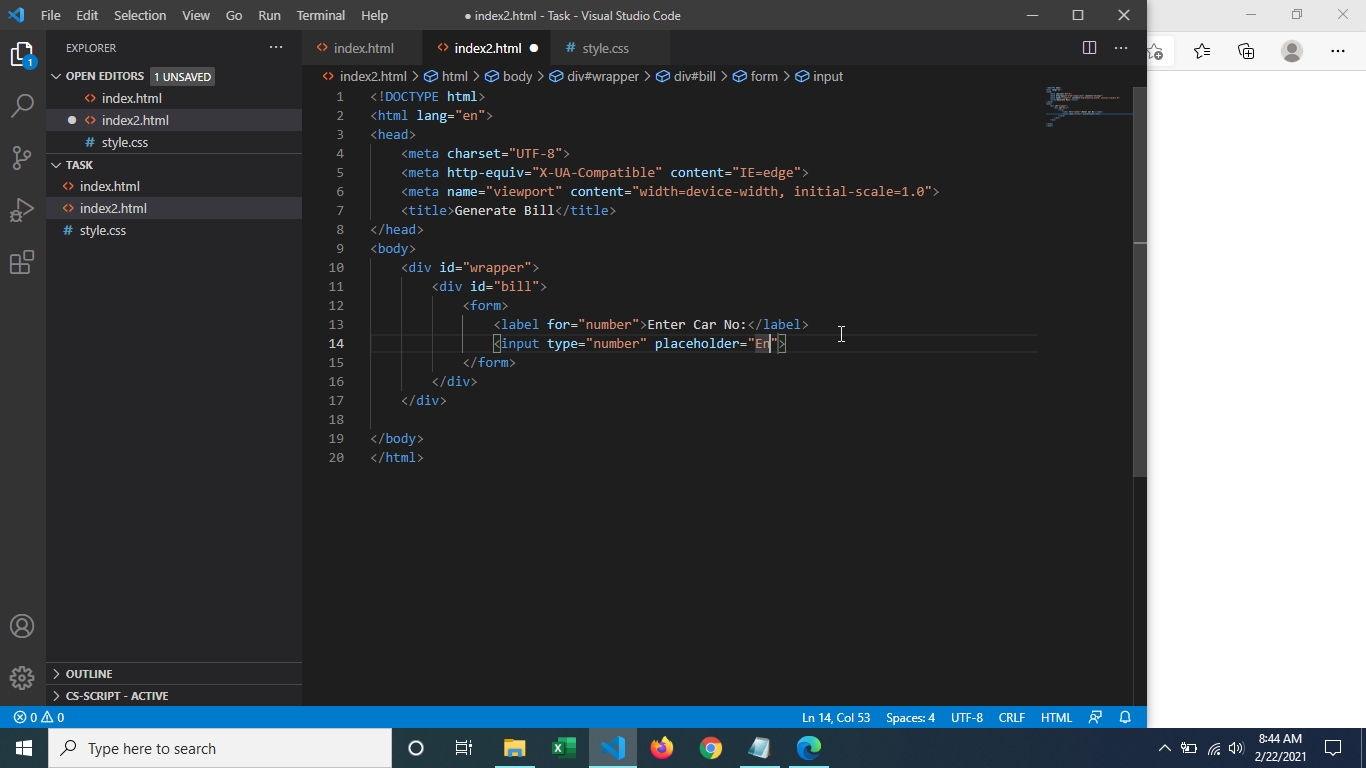 File Edit Selection View Go Run Terminal Help
● index2.html - Task - Visual Studio Code
EXPLORER
OPEN EDITORS 1 UNSAVED
index.html
index2.html
style.css
TASK
index.html
index2.html
style.css
OUTLINE
CS-SCRIPT - ACTIVE
1
index.html
index2.html
style.css
index2.html > html > body > div#wrapper > div#bill > form > input
1 <!DOCTYPE html>
2 <html lang="en">
3 <head>
4 <meta charset="UTF-8">
5 <meta http-equiv="X-UA-Compatible" content="IE=edge">
6 <meta name="viewport" content="width=device-width, initial-scale=1.0">
7 <title>Generate Bill</title>
8 </head>
9 <body>
10 <div id="wrapper">
11 <div id="bill">
12 <form>
13 <label for="number">Enter Car No:</label>
14 <input type="number" placeholder="En">
15 </form>
16 </div>
17 </div>
18
19 </body>
20 </html>
0 0
Ln 14, Col 53 Spaces: 4 UTF-8 CRLF HTML
Type here to search
8:44 AM
2/22/2021